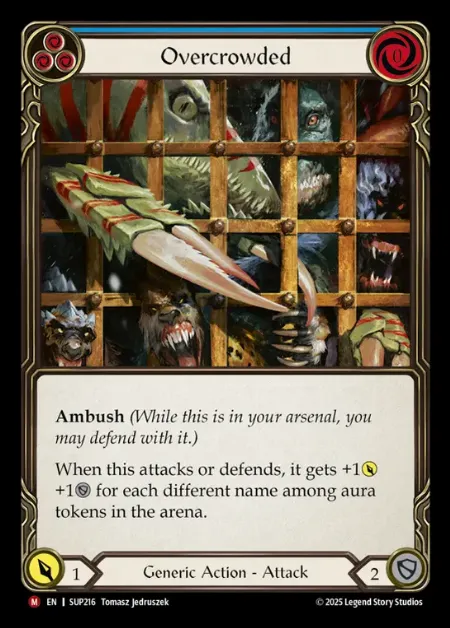 Overcrowded
0
Ambush (While this is in your arsenal, you
may defend with it.)
When this attacks or defends, it gets +1
+1 for each different name among aura
tokens in the arena.
1
Generic Action - Attack
2
M EN | SUP216 Tomasz Jedruszek
© 2025 Legend Story Studios